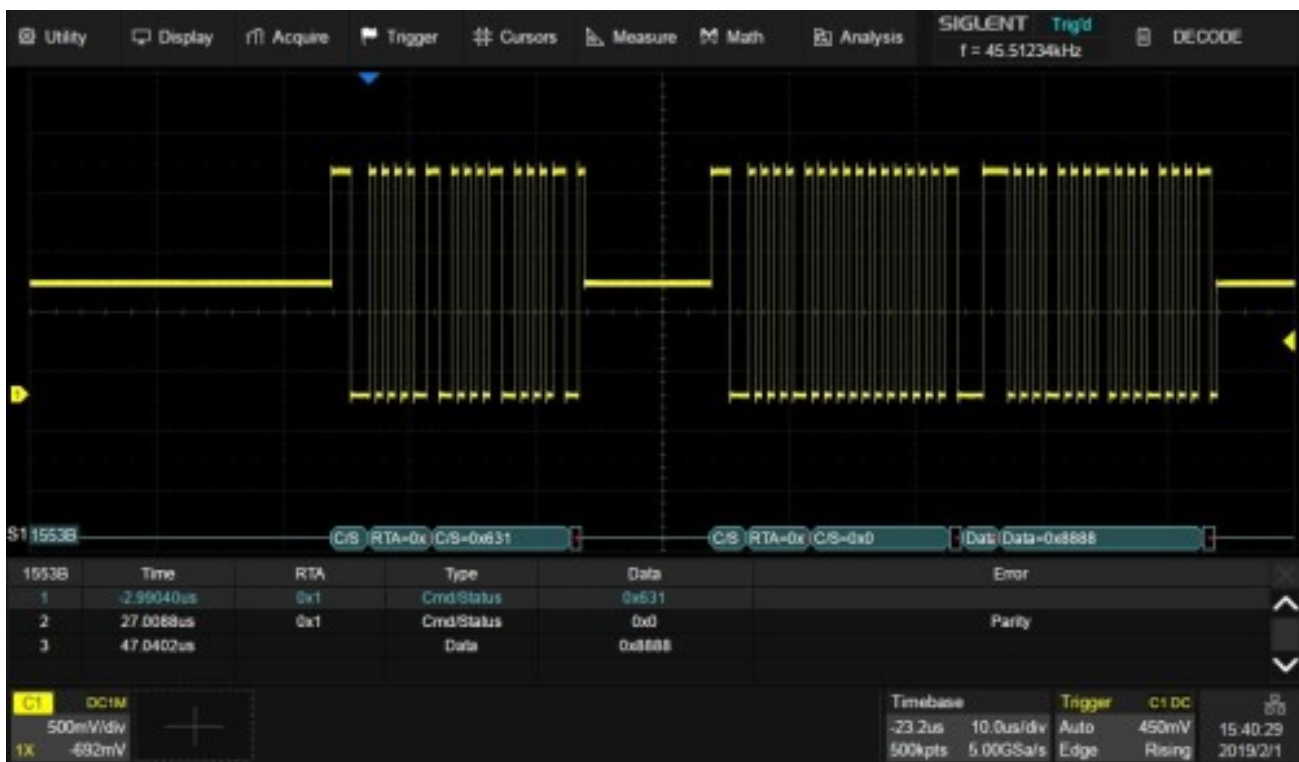 Utility Display Acquire Trigger Cursors Measure Math Analysis SIGLENT Trig'd DECODE
f = 45.51234kHz
1
S1 1553B C/S RTA=0x C/S=0x631 C/S RTA=0x C/S=0x0 Data Data=0x8888
1553B Time RTA Type Data Error
1 -2.99040us 0x1 Cmd/Status 0x631
2 27.0088us 0x1 Cmd/Status 0x0 Parity
3 47.0402us Data 0x8888
C1 DC1M Timebase Trigger C1 DC
500mV/div -23.2us 10.0us/div Auto 450mV 15:40:29
1X -692mV 500kpts 5.00GSa/s Edge Rising 2019/2/1